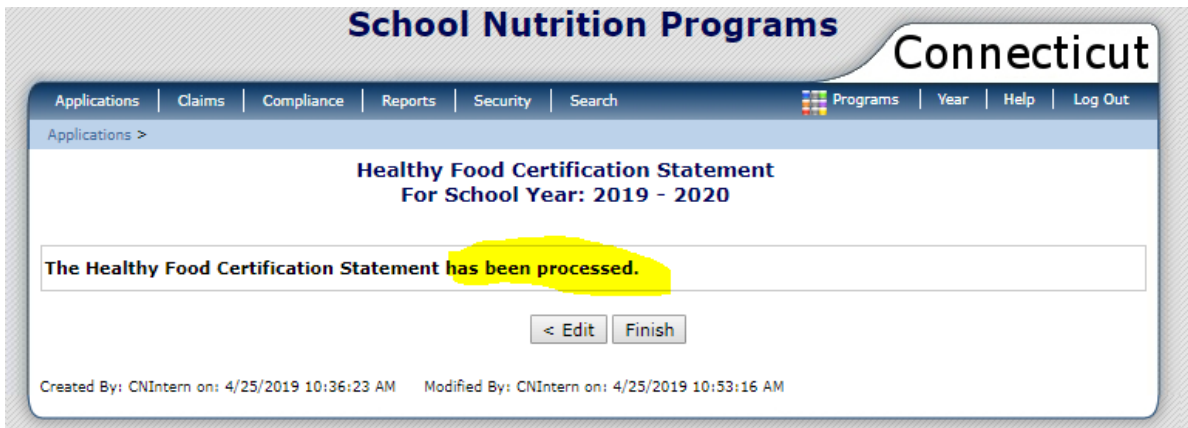 School Nutrition Programs
Connecticut
Applications | Claims | Compliance | Reports | Security | Search Programs | Year | Help | Log Out
Applications >
Healthy Food Certification Statement
For School Year: 2019 - 2020
The Healthy Food Certification Statement has been processed.
< Edit Finish
Created By: CNIntern on: 4/25/2019 10:36:23 AM Modified By: CNIntern on: 4/25/2019 10:53:16 AM